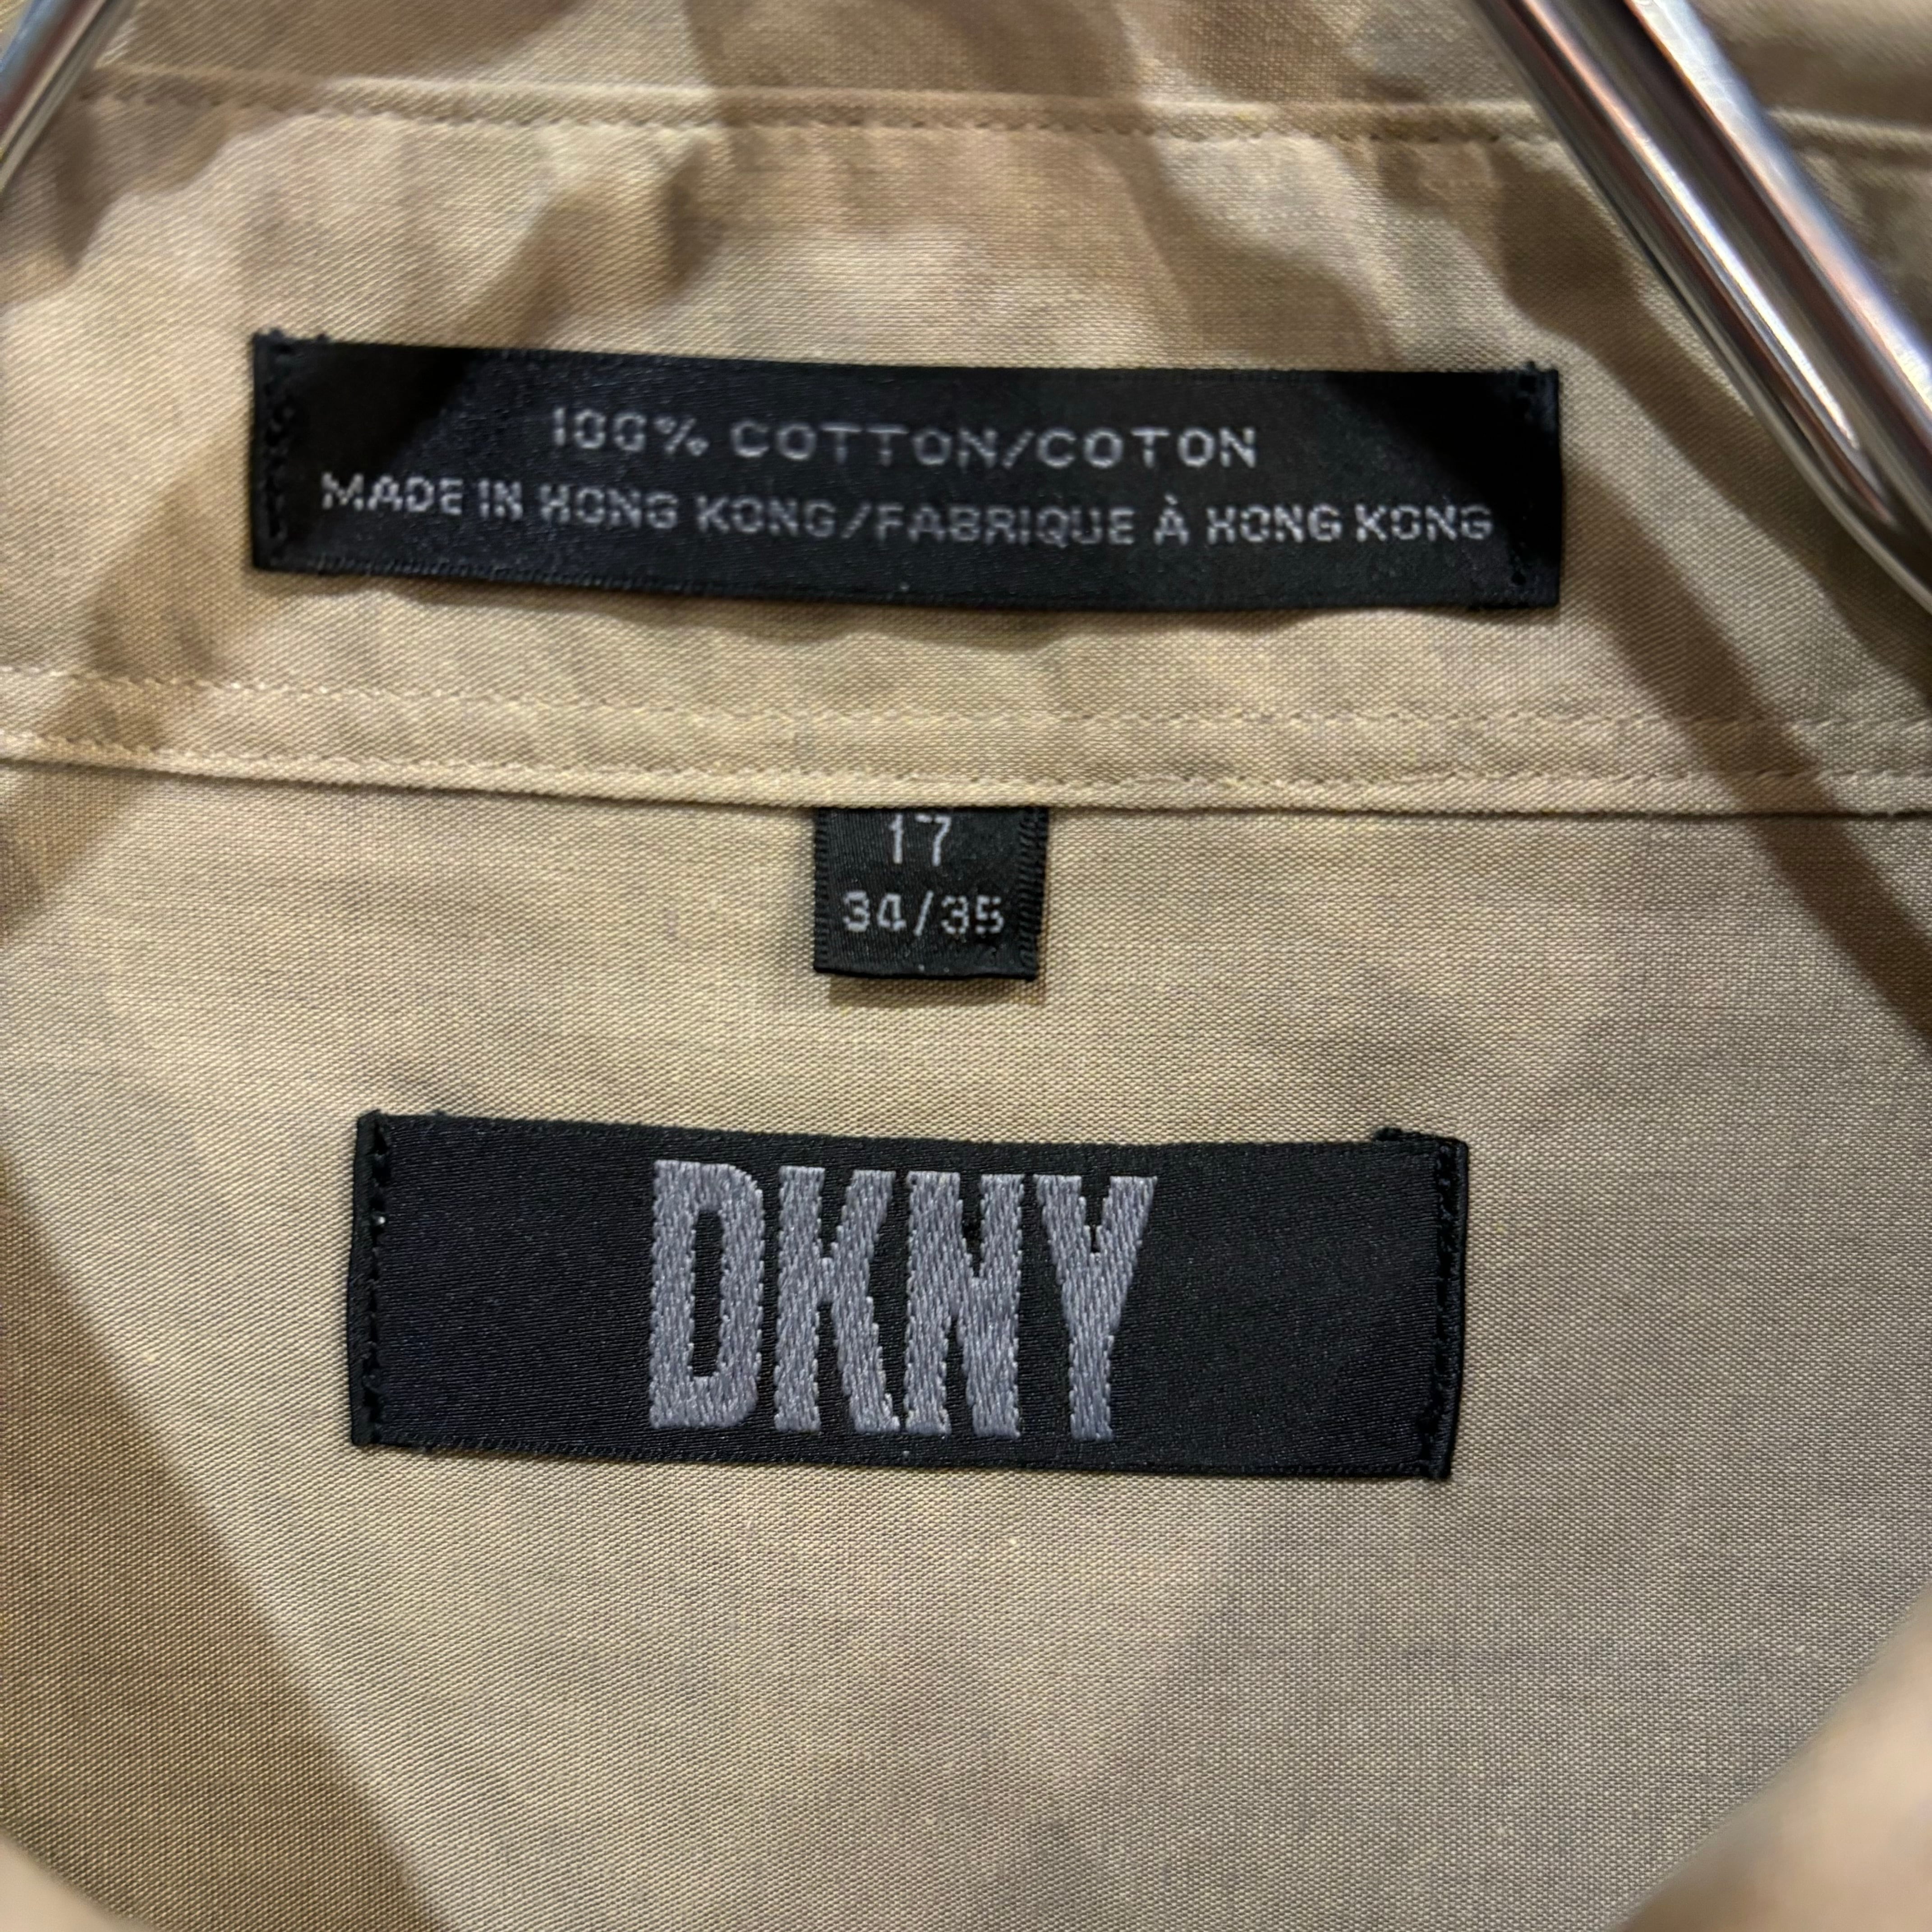 100% COTTON/COTON
MADE IN HONG KONG/FABRIQUE À HONG KONG
17
34/35
DKNY